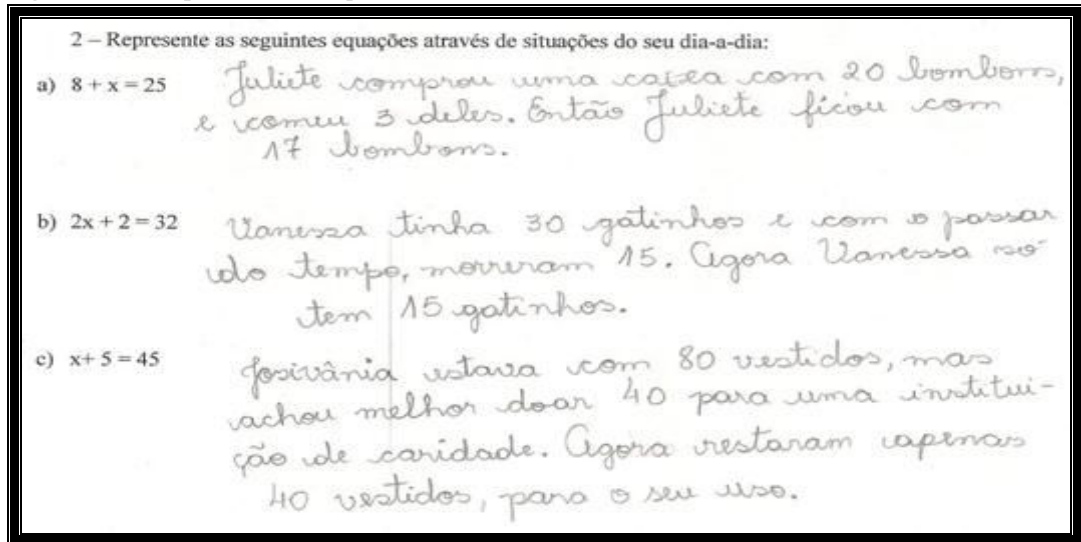 2 – Represente as seguintes equações através de situações do seu dia-a-dia:
a) 8 + x = 25 Juliete comprou uma caixa com 20 bombons,
e comeu 3 deles. Então Juliete ficou com
17 bombons.
b) 2x + 2 = 32 Vanessa tinha 30 gatinhos e com o passar
do tempo, morreram 15. Agora Vanessa só
tem 15 gatinhos.
c) x+ 5 = 45 Josivânia estava com 80 vestidos, mas
achou melhor doar 40 para uma institui-
ção de caridade. Agora restaram apenas
40 vestidos, para o seu uso.